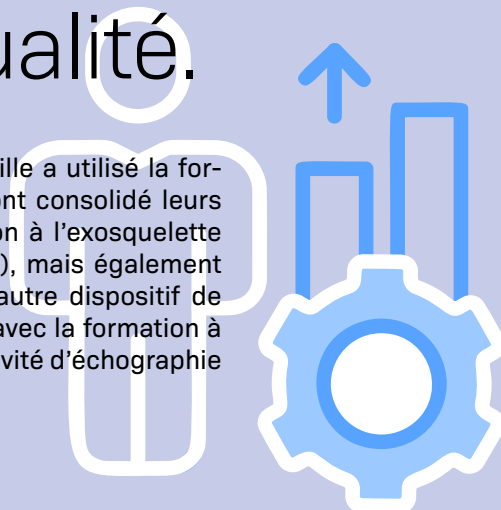 ualité.
ille a utilisé la for-
ont consolidé leurs
on à l'exosquelette
), mais également
autre dispositif de
avec la formation à
ivité d'échographie